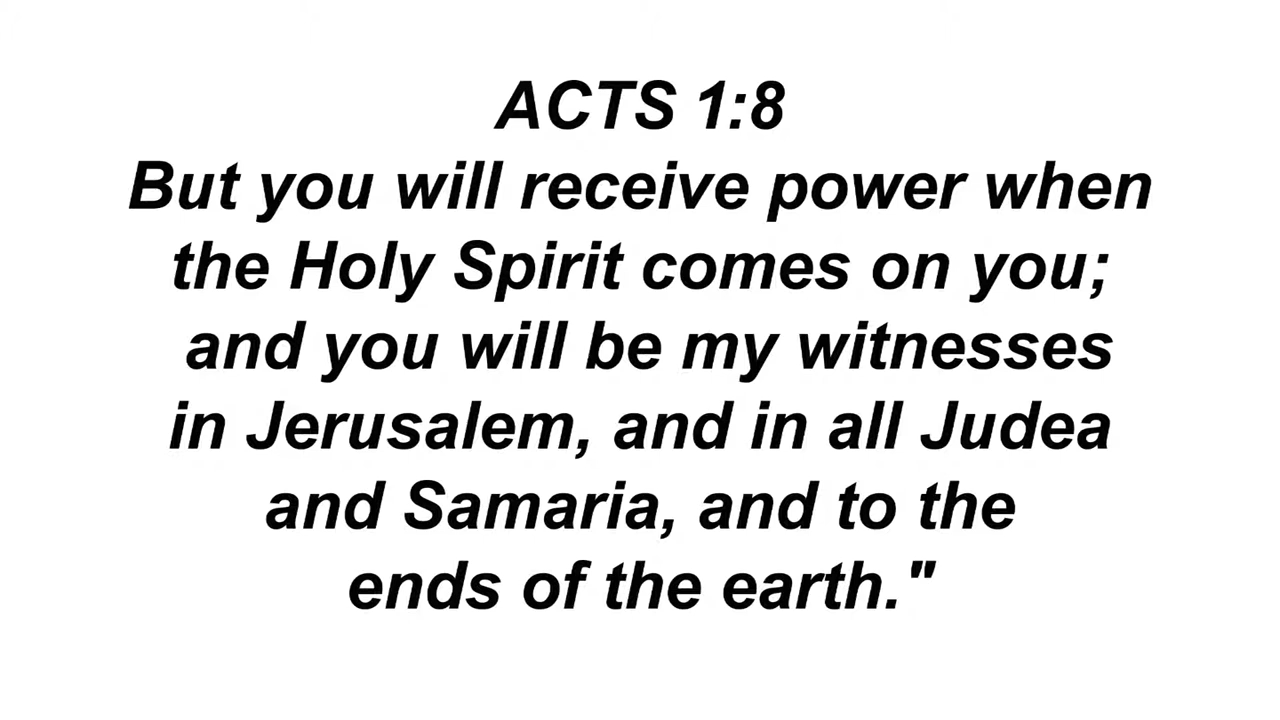 ACTS 1:8
But you will receive power when
the Holy Spirit comes on you;
and you will be my witnesses
in Jerusalem, and in all Judea
and Samaria, and to the
ends of the earth."